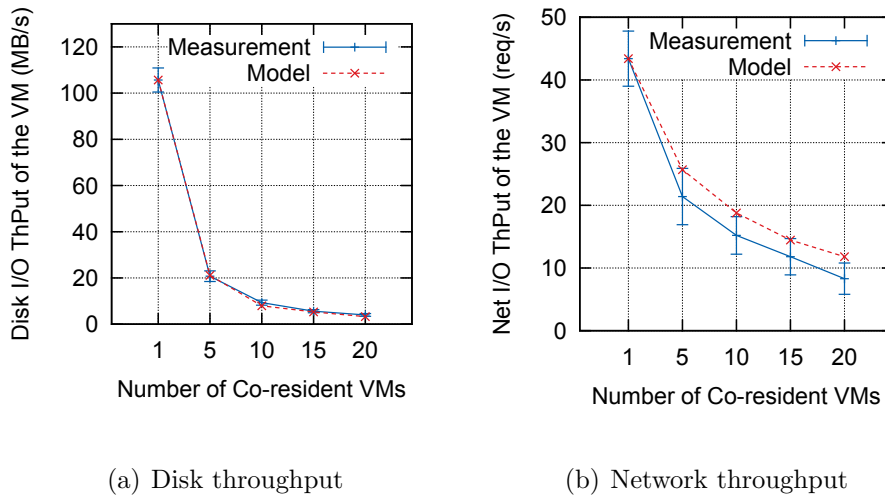 Disk I/O ThPut of the VM (MB/s)
120
100
80
60
40
20
0
Measurement
Model
1 5 10 15 20
Number of Co-resident VMs
(a) Disk throughput
Net I/O ThPut of the VM (req/s)
50
40
30
20
10
0
Measurement
Model
1 5 10 15 20
Number of Co-resident VMs
(b) Network throughput